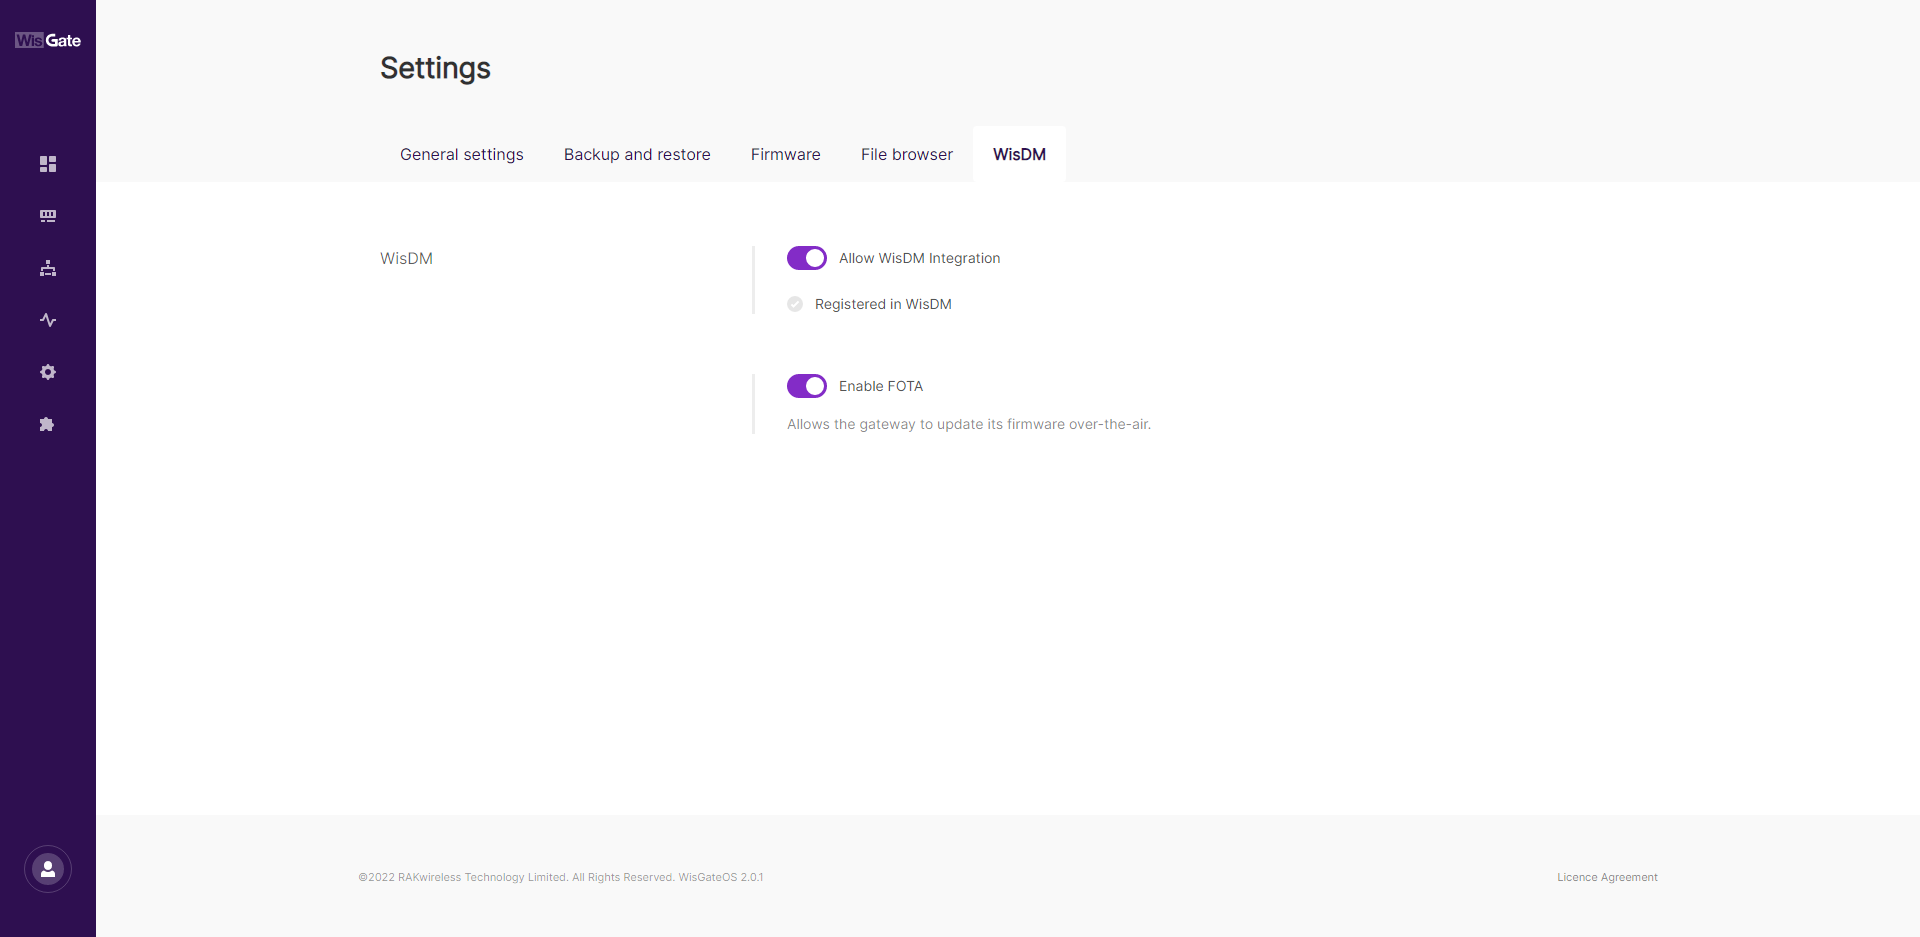 WisGate
Settings
General settings
Backup and restore
Firmware
File browser
WisDM
WisDM
Allow WisDM Integration
Registered in WisDM
Enable FOTA
Allows the gateway to update its firmware over-the-air.
©2022 RAKwireless Technology Limited. All Rights Reserved. WisGateOS 2.0.1
Licence Agreement